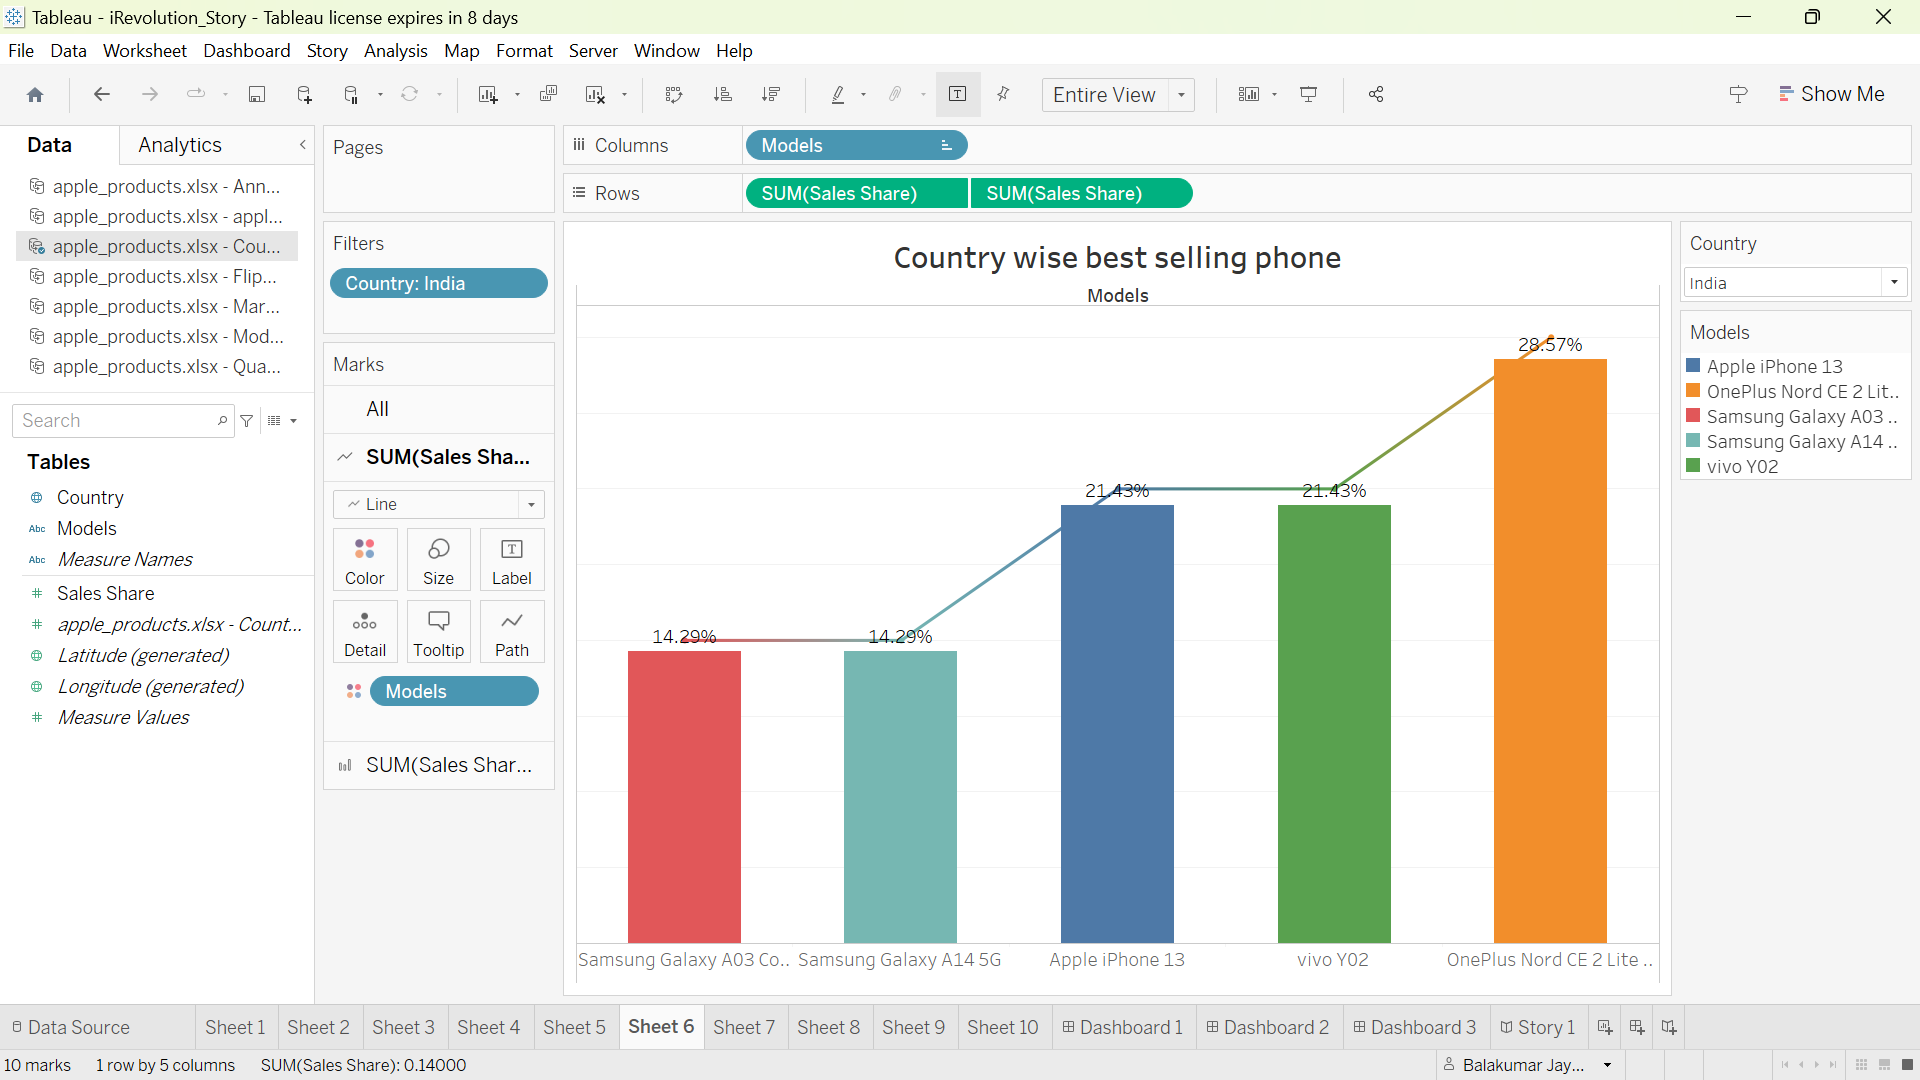 Tableau - iRevolution_Story - Tableau license expires in 8 days
File Data Worksheet Dashboard Story Analysis Map Format Server Window Help
Entire View
Show Me
Data Analytics
apple_products.xlsx - Ann...
apple_products.xlsx - appl...
apple_products.xlsx - Cou...
apple_products.xlsx - Flip...
apple_products.xlsx - Mar...
apple_products.xlsx - Mod...
apple_products.xlsx - Qua...
Search
Tables
Country
Abc Models
Abc Measure Names
# Sales Share
# apple_products.xlsx - Count...
Latitude (generated)
Longitude (generated)
# Measure Values
Pages
Filters
Country: India
Marks
All
SUM(Sales Sha...
Line
Color Size Label
Detail Tooltip Path
Models
SUM(Sales Shar...
Columns Models
Rows SUM(Sales Share) SUM(Sales Share)
Country wise best selling phone
Models
14.29% 14.29% 21.43% 21.43% 28.57%
Samsung Galaxy A03 Co.. Samsung Galaxy A14 5G Apple iPhone 13 vivo Y02 OnePlus Nord CE 2 Lite ..
Country
India
Models
Apple iPhone 13
OnePlus Nord CE 2 Lit..
Samsung Galaxy A03 ..
Samsung Galaxy A14 ..
vivo Y02
Data Source Sheet 1 Sheet 2 Sheet 3 Sheet 4 Sheet 5 Sheet 6 Sheet 7 Sheet 8 Sheet 9 Sheet 10 Dashboard 1 Dashboard 2 Dashboard 3 Story 1
10 marks 1 row by 5 columns SUM(Sales Share): 0.14000 Balakumar Jay...